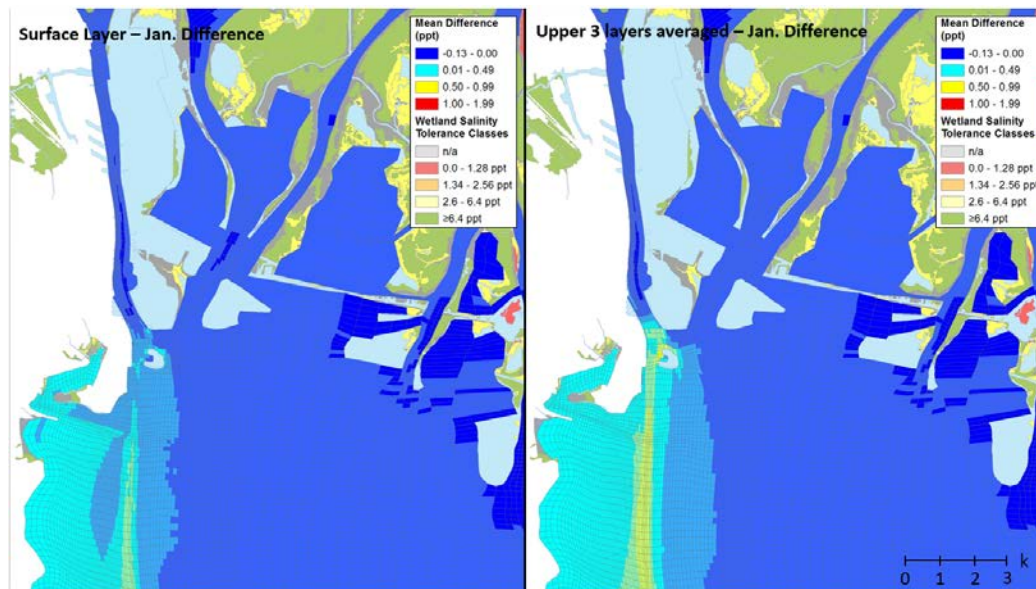 Surface Layer – Jan. Difference
Mean Difference
(ppt)
-0.13 - 0.00
0.01 - 0.49
0.50 - 0.99
1.00 - 1.99
Wetland Salinity
Tolerance Classes
n/a
0.0 - 1.28 ppt
1.34 - 2.56 ppt
2.6 - 6.4 ppt
≥6.4 ppt
Upper 3 layers averaged – Jan. Difference
Mean Difference
(ppt)
-0.13 - 0.00
0.01 - 0.49
0.50 - 0.99
1.00 - 1.99
Wetland Salinity
Tolerance Classes
n/a
0.0 - 1.28 ppt
1.34 - 2.56 ppt
2.6 - 6.4 ppt
≥6.4 ppt
k
0 1 2 3